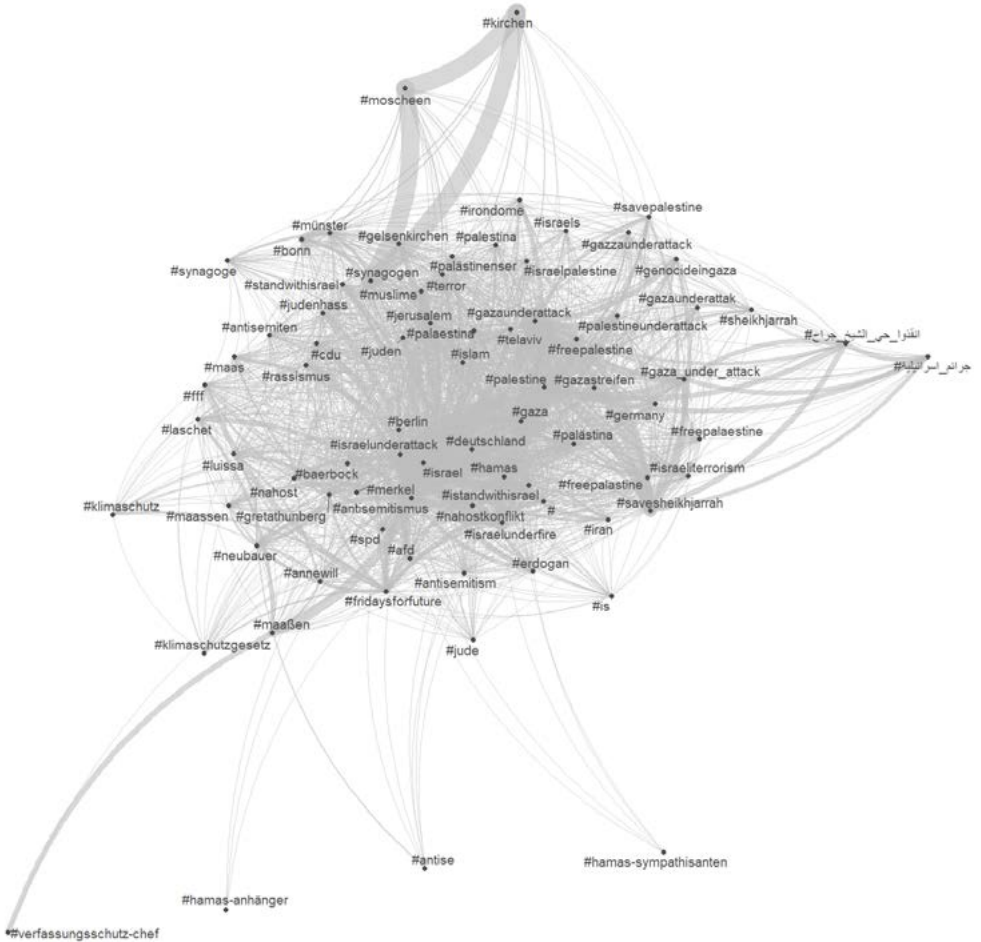 #kirchen
#moscheen
#irondome
#savepalestine
#münster
#israels
#bonn
#gelsenkirchen
#palestina
#gazzaunderattack
#synagoge
#synagogen
#palästinenser
#israelpalestine
#genocideingaza
#standwithisrael
#muslime
#terror
#judenhass
#jerusalem
#gazaunderattack
#gazaunderattak
#antisemiten
#palaestina
#palestineunderattack
#sheikhjarrah
#انقذوا_حي_الشيخ_جراح
#cdu
#juden
#telaviv
#freepalestine
#maas
#rassismus
#islam
#جرائم_اسرائيلية
#gaza_under_attack
#fff
#palestine
#gazastreifen
#laschet
#berlin
#gaza
#germany
#israelunderattack
#deutschland
#palästina
#freepalaestine
#luissa
#baerbock
#israel
#hamas
#israeliterrorism
#nahost
#merkel
#istandwithisrael
#freepalastine
#klimaschutz
#maassen
#gretathunberg
#antisemitismus
#nahostkonflikt
#
#savesheikhjarrah
#spd
#israelunderfire
#iran
#neubauer
#afd
#annewill
#antisemitism
#erdogan
#fridaysforfuture
#is
#maaßen
#klimaschutzgesetz
#jude
#antise
#hamas-sympathisanten
#hamas-anhänger
#verfassungsschutz-chef